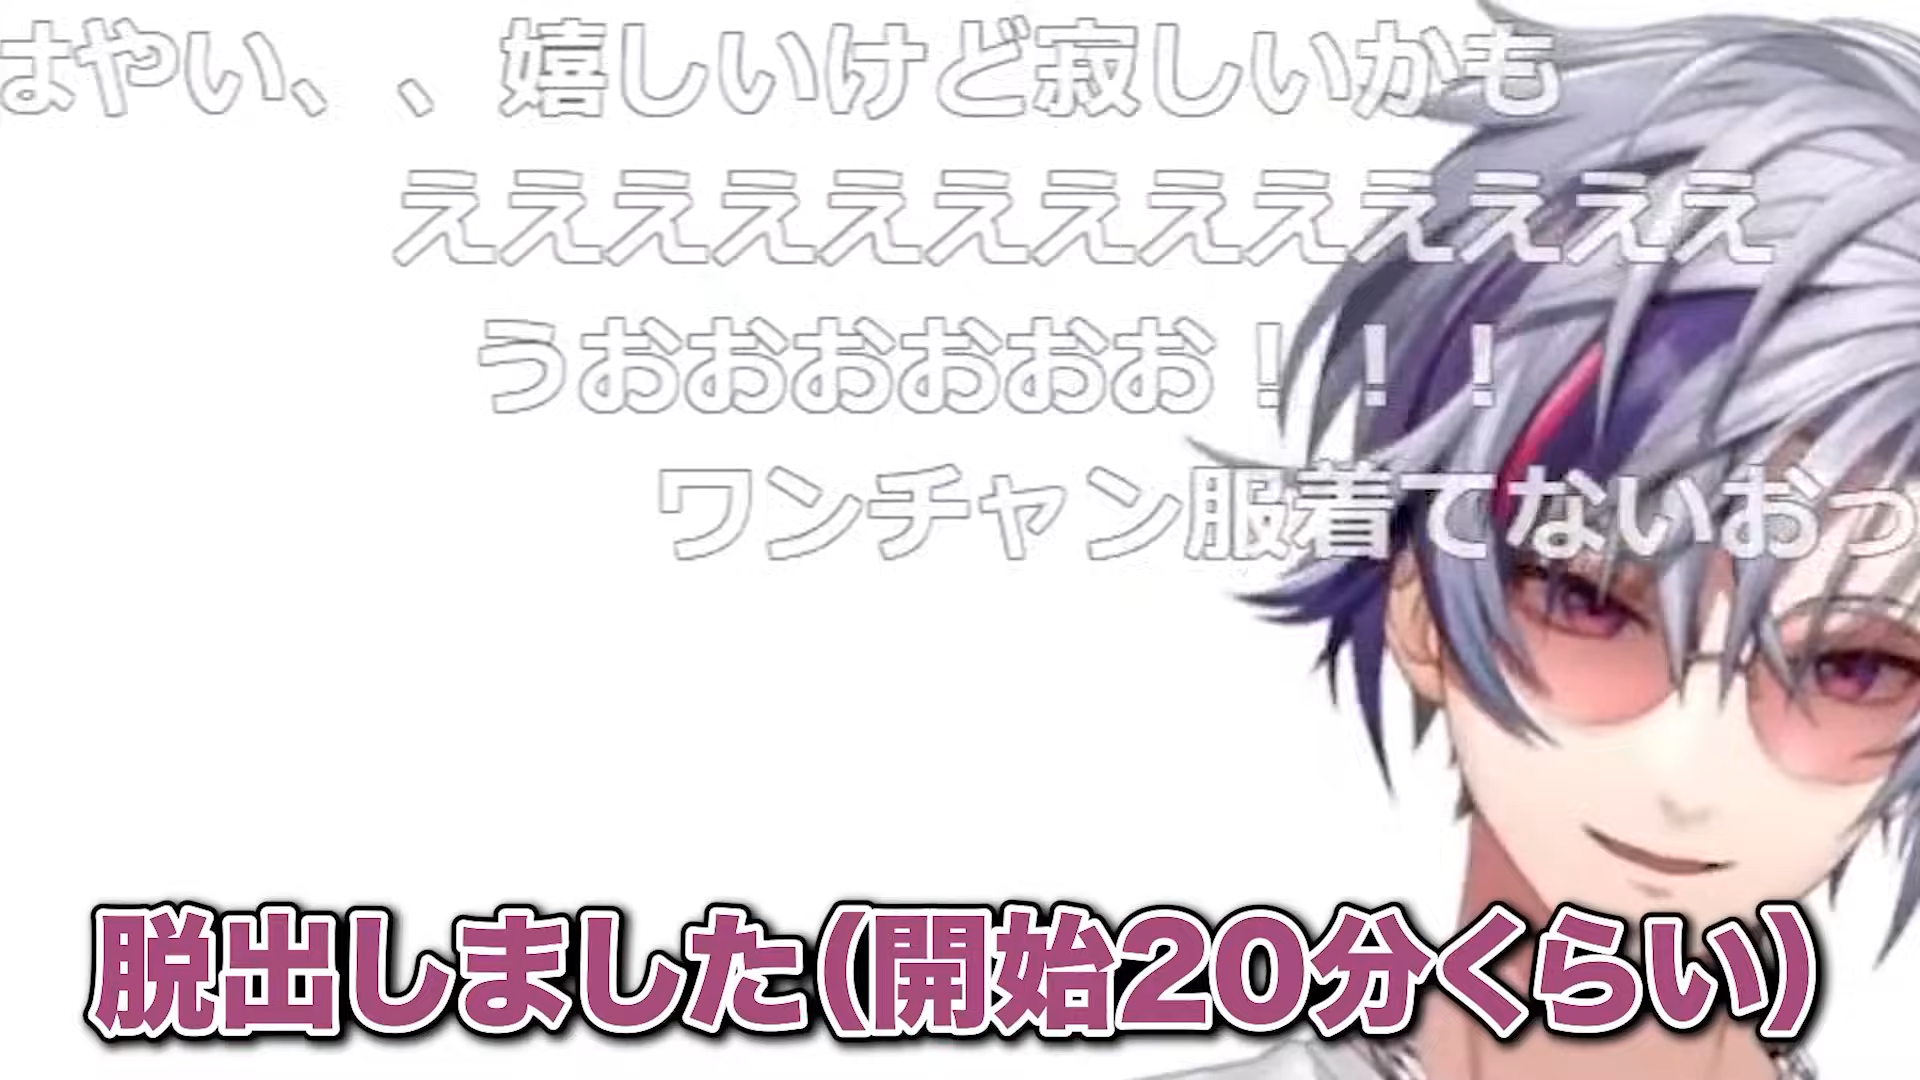 はやい、、嬉しいけど寂しいかも
えええええええええええええ
うおおおおおお！！！
ワンチャン服着てないおっ
脱出しました(開始20分くらい)